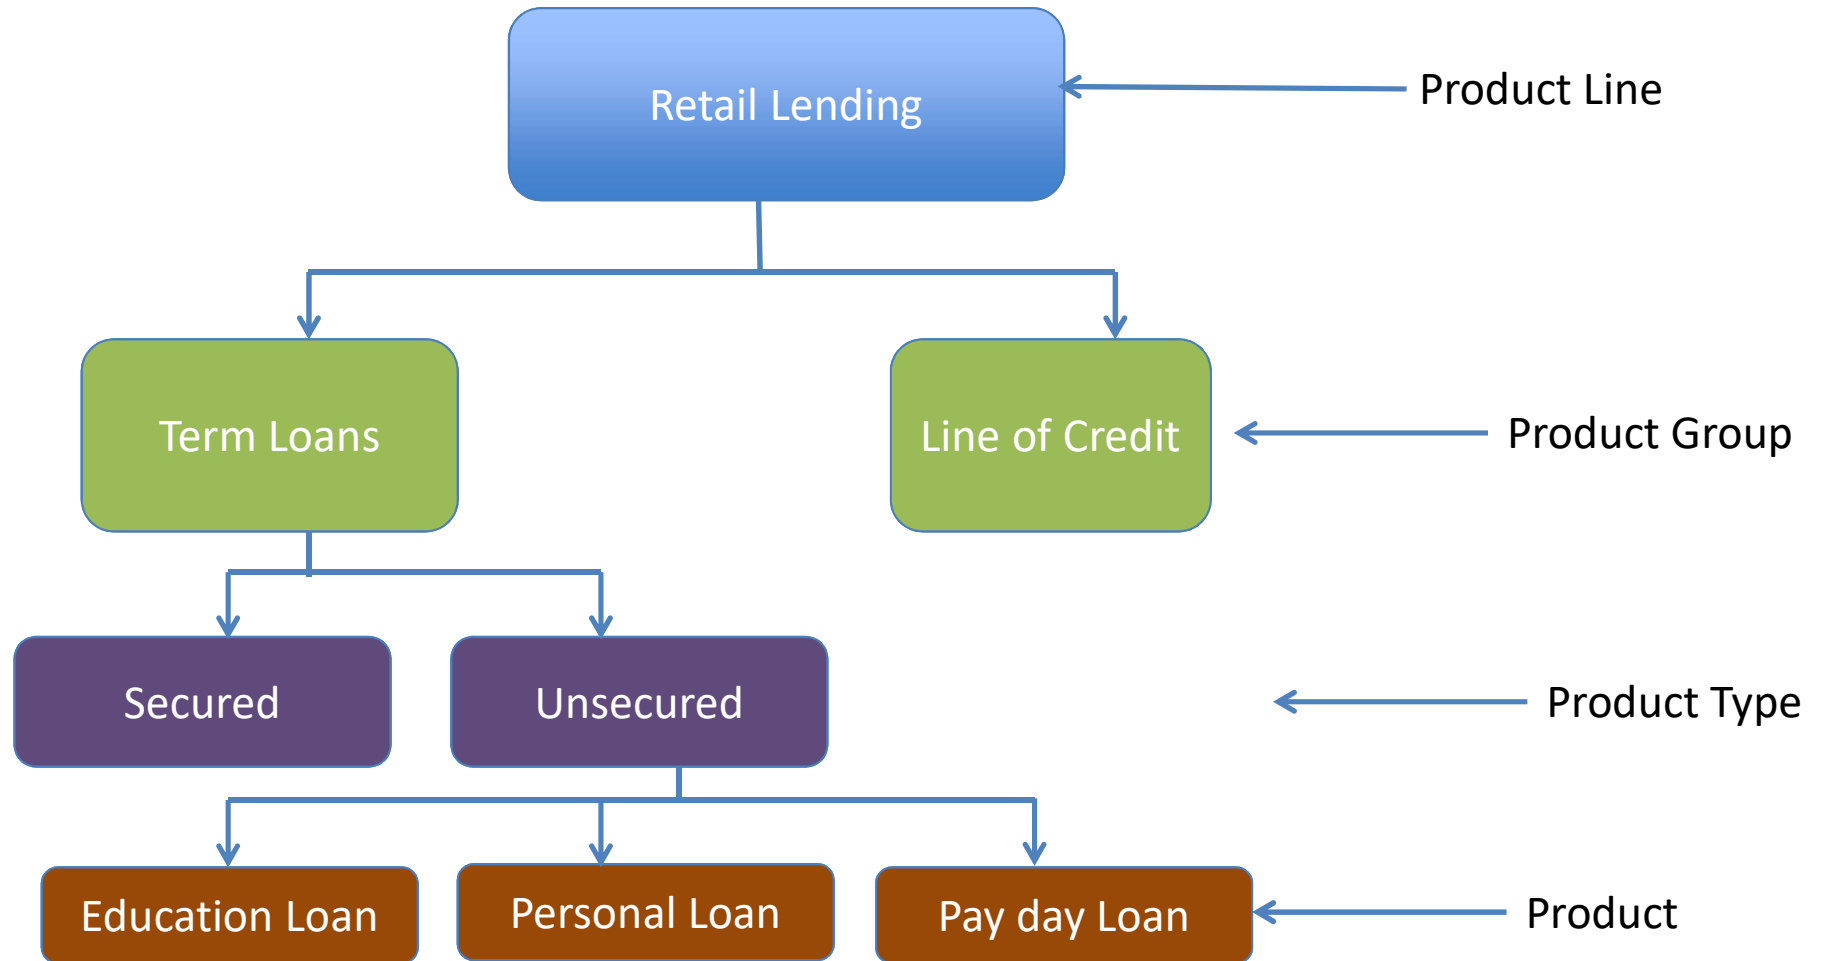 Retail Lending
Product Line
Term Loans
Line of Credit
Product Group
Secured
Unsecured
Product Type
Education Loan
Personal Loan
Pay day Loan
Product